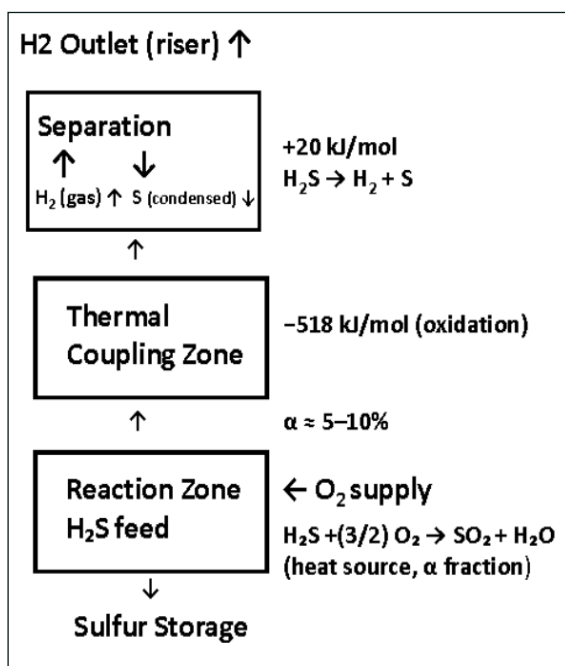 H2 Outlet (riser) ↑
Separation
↑ ↓
H₂ (gas) ↑ S (condensed) ↓
+20 kJ/mol
H₂S → H₂ + S
↑
Thermal
Coupling Zone
−518 kJ/mol (oxidation)
↑
α ≈ 5–10%
Reaction Zone
H₂S feed
← O₂ supply
H₂S +(3/2) O₂ → SO₂ + H₂O
(heat source, α fraction)
↓
Sulfur Storage